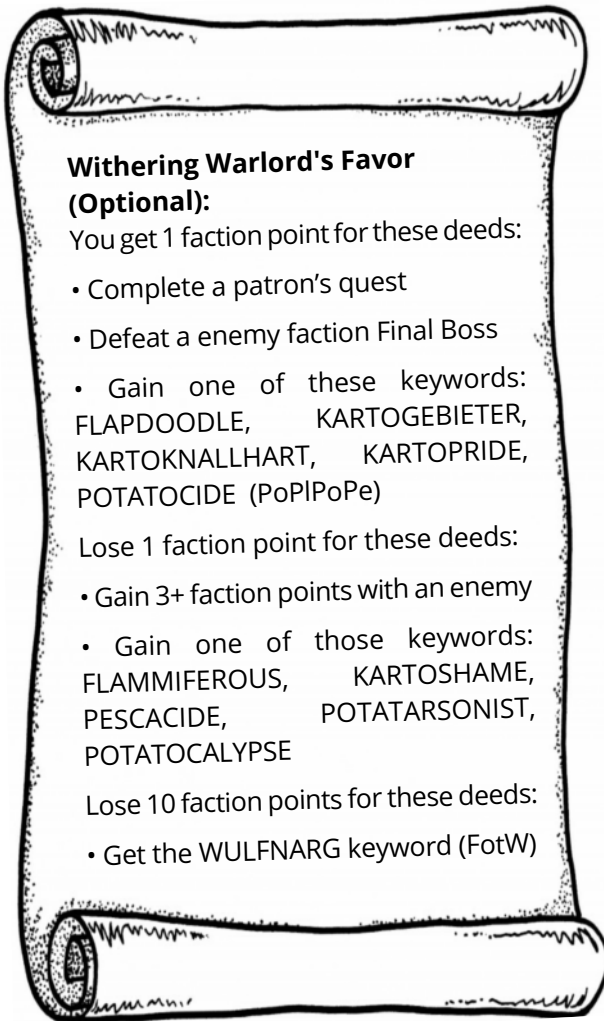 Withering Warlord's Favor
(Optional):
You get 1 faction point for these deeds:
• Complete a patron’s quest
• Defeat a enemy faction Final Boss
• Gain one of these keywords:
FLAPDOODLE, KARTOGEBIETER,
KARTOKNALLHART, KARTOPRIDE,
POTATOCIDE (PoPlPoPe)
Lose 1 faction point for these deeds:
• Gain 3+ faction points with an enemy
• Gain one of those keywords:
FLAMMIFEROUS, KARTOSHAME,
PESCACIDE, POTATARSONIST,
POTATOCALYPSE
Lose 10 faction points for these deeds:
• Get the WULFNARG keyword (FotW)